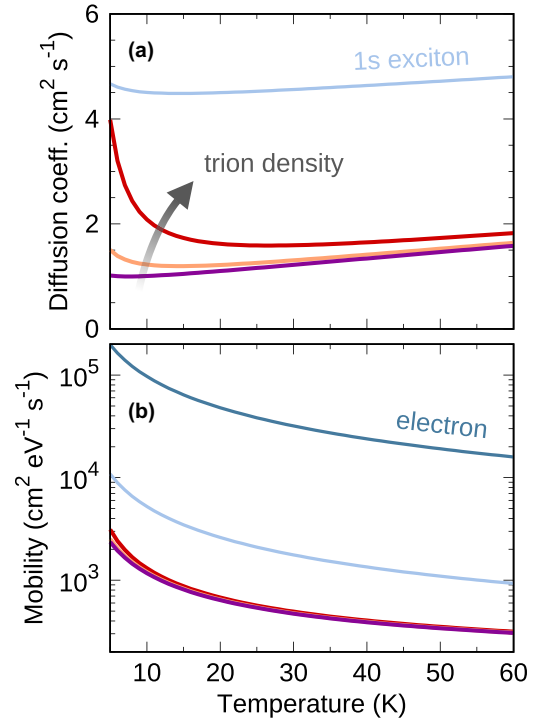 6
(a)
1s exciton
4
trion density
2
0
Diffusion coeff. (cm² s⁻¹)
10⁵
(b)
electron
10⁴
10³
Mobility (cm² eV⁻¹ s⁻¹)
10 20 30 40 50 60
Temperature (K)